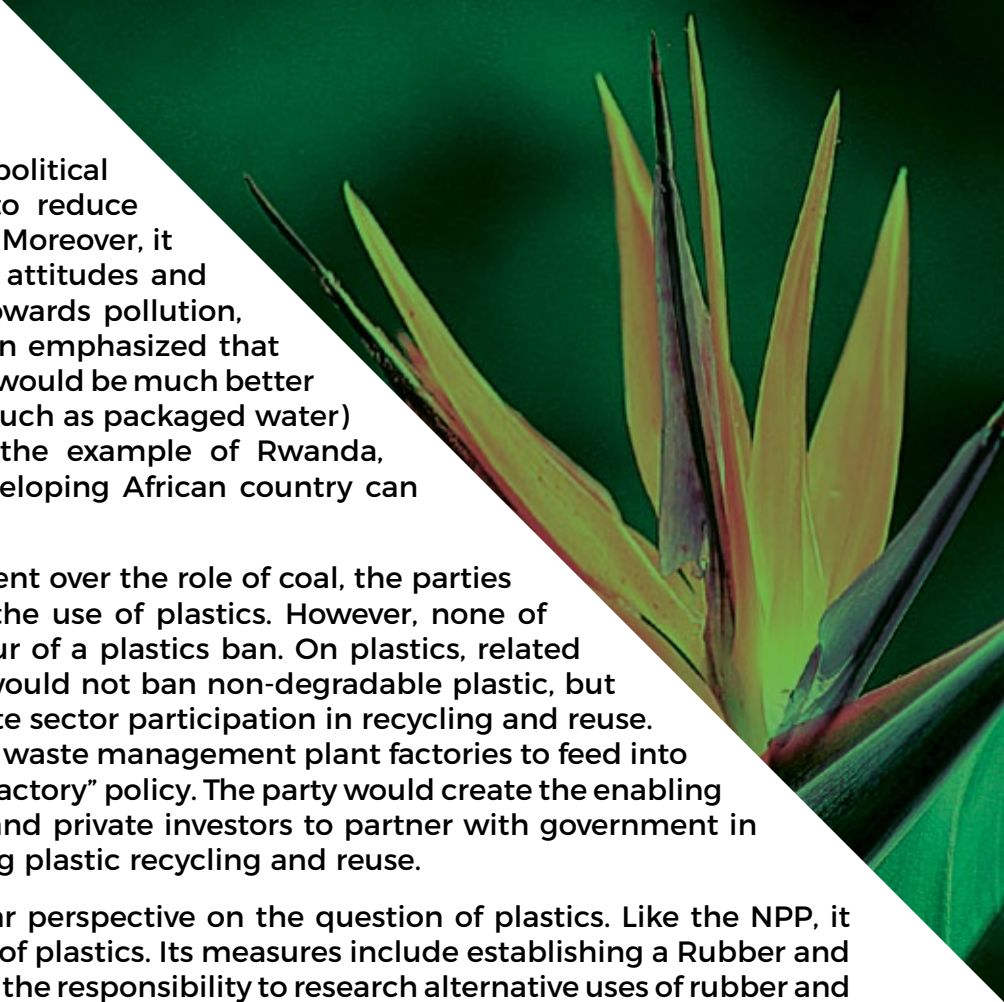 political
to reduce
Moreover, it
attitudes and
owards pollution,
n emphasized that
would be much better
uch as packaged water)
the example of Rwanda,
eloping African country can
ent over the role of coal, the parties
the use of plastics. However, none of
ur of a plastics ban. On plastics, related
would not ban non-degradable plastic, but
te sector participation in recycling and reuse.
waste management plant factories to feed into
actory” policy. The party would create the enabling
and private investors to partner with government in
g plastic recycling and reuse.
ar perspective on the question of plastics. Like the NPP, it
of plastics. Its measures include establishing a Rubber and
the responsibility to research alternative uses of rubber and